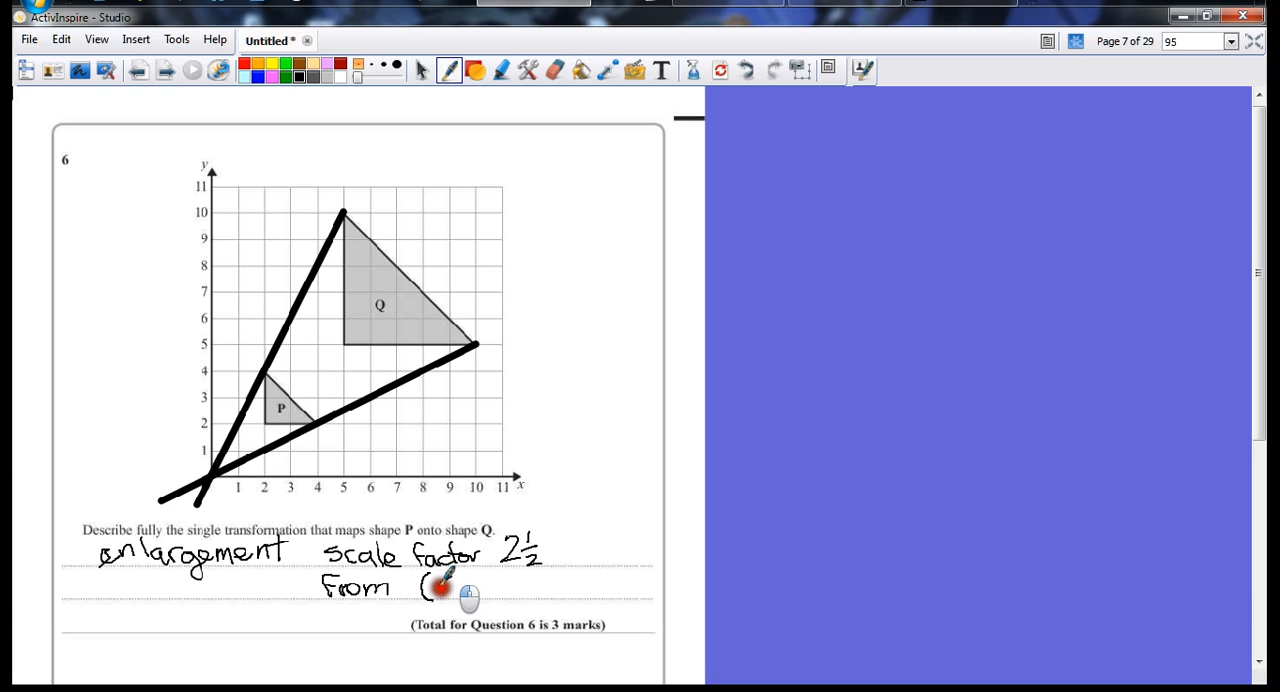 ActivInspire - Studio
File Edit View Insert Tools Help Untitled * Page 7 of 29 95
T
6
y
11
10
9
8
7
6
5
4
3
2
1
Q
P
1 2 3 4 5 6 7 8 9 10 11 x
Describe fully the single transformation that maps shape P onto shape Q.
enlargement scale factor 2 1/2
From (
(Total for Question 6 is 3 marks)